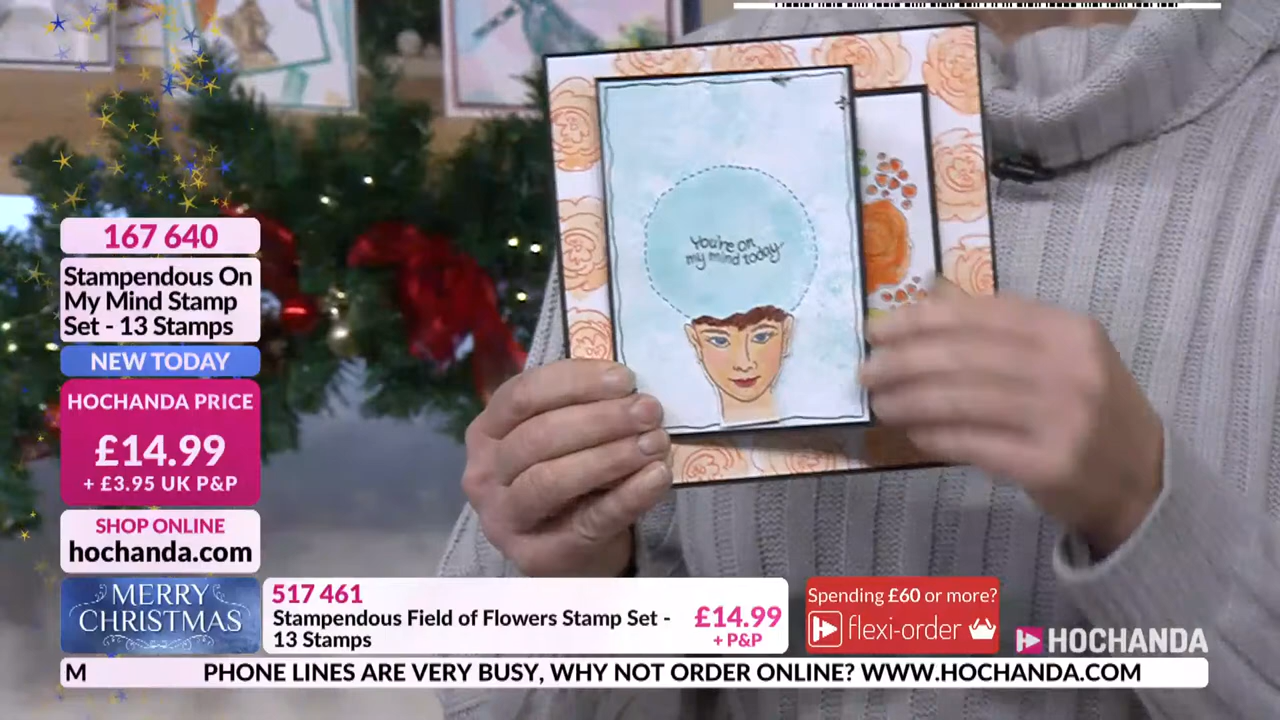 You're on
my mind today
167 640
Stampendous On
My Mind Stamp
Set - 13 Stamps
NEW TODAY
HOCHANDA PRICE
£14.99
+ £3.95 UK P&P
SHOP ONLINE
hochanda.com
MERRY
CHRISTMAS
517 461
Stampendous Field of Flowers Stamp Set -
13 Stamps
£14.99
+ P&P
Spending £60 or more?
flexi-order
HOCHANDA
M PHONE LINES ARE VERY BUSY, WHY NOT ORDER ONLINE? WWW.HOCHANDA.COM